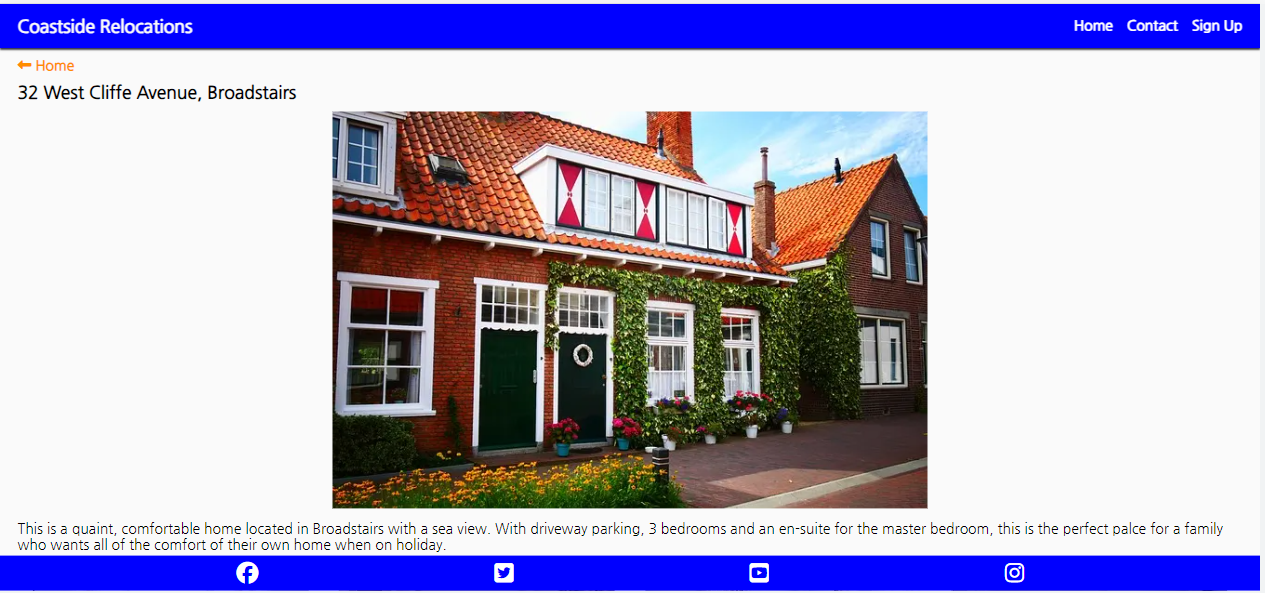 Coastside Relocations
Home Contact Sign Up
Home
32 West Cliffe Avenue, Broadstairs
This is a quaint, comfortable home located in Broadstairs with a sea view. With driveway parking, 3 bedrooms and an en-suite for the master bedroom, this is the perfect palce for a family
who wants all of the comfort of their own home when on holiday.